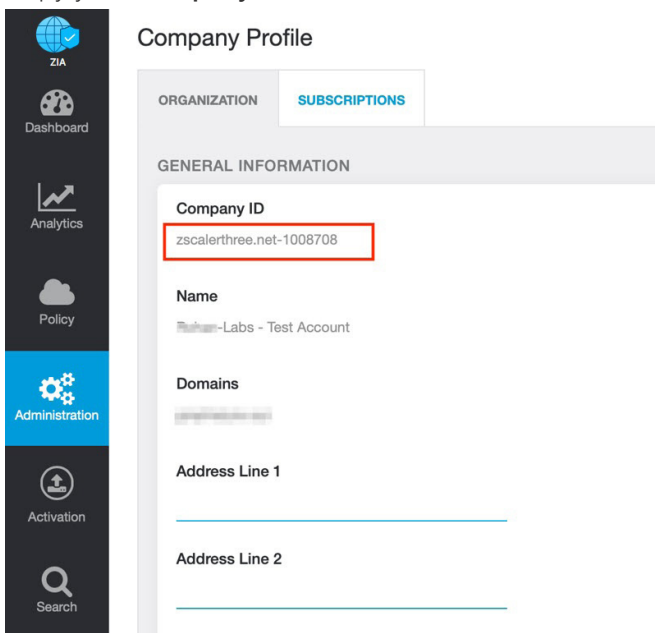 ZIA
Dashboard
Analytics
Policy
Administration
Activation
Search
Company Profile
ORGANIZATION
SUBSCRIPTIONS
GENERAL INFORMATION
Company ID
zscalerthree.net-1008708
Name
-Labs - Test Account
Domains
Address Line 1
Address Line 2